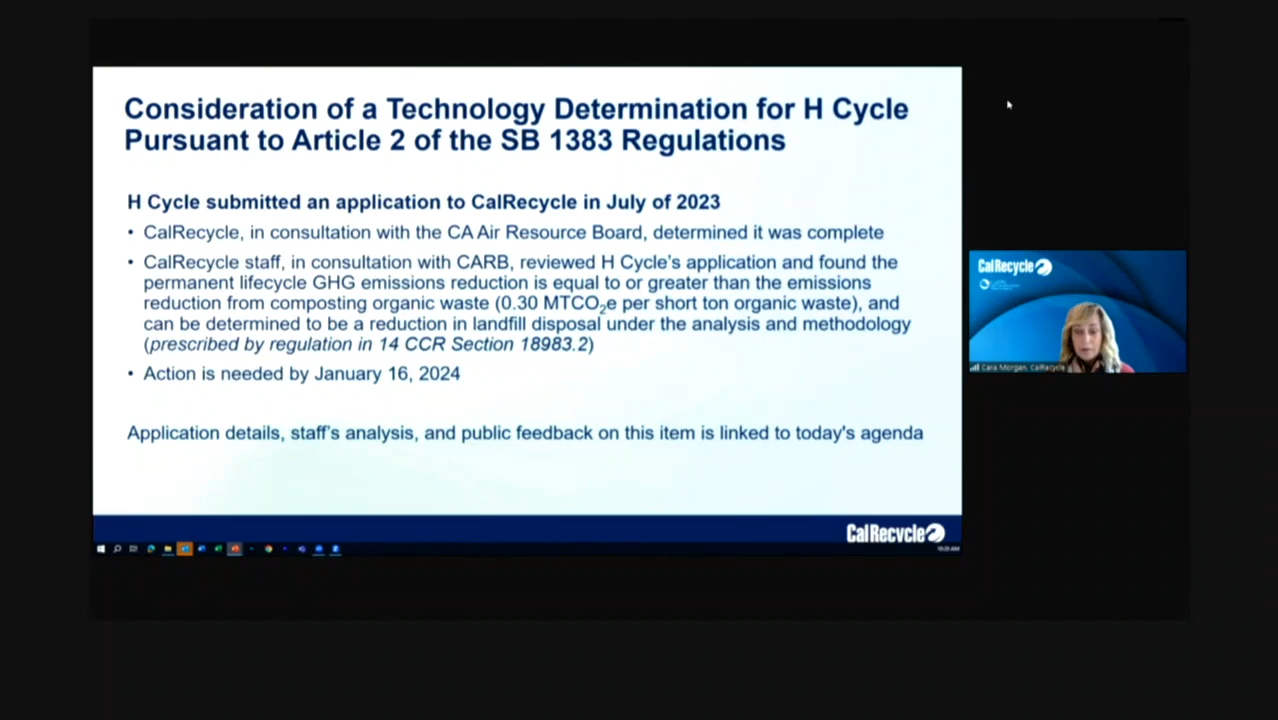 Consideration of a Technology Determination for H Cycle
Pursuant to Article 2 of the SB 1383 Regulations
H Cycle submitted an application to CalRecycle in July of 2023
• CalRecycle, in consultation with the CA Air Resource Board, determined it was complete
• CalRecycle staff, in consultation with CARB, reviewed H Cycle's application and found the
permanent lifecycle GHG emissions reduction is equal to or greater than the emissions
reduction from composting organic waste (0.30 MTCO₂e per short ton organic waste), and
can be determined to be a reduction in landfill disposal under the analysis and methodology
(prescribed by regulation in 14 CCR Section 18983.2)
• Action is needed by January 16, 2024
Application details, staff's analysis, and public feedback on this item is linked to today's agenda
CalRecycle
CalRecycle
Cara Morgan, CalRecycle